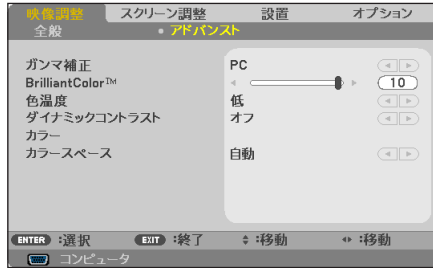 映像調整 スクリーン調整 設置 オプション
全般 • アドバンスト
ガンマ補正 PC
BrilliantColor™ 10
色温度 低
ダイナミックコントラスト オフ
カラー
カラースペース 自動
ENTER :選択 EXIT :終了 :移動 :移動
コンピュータ